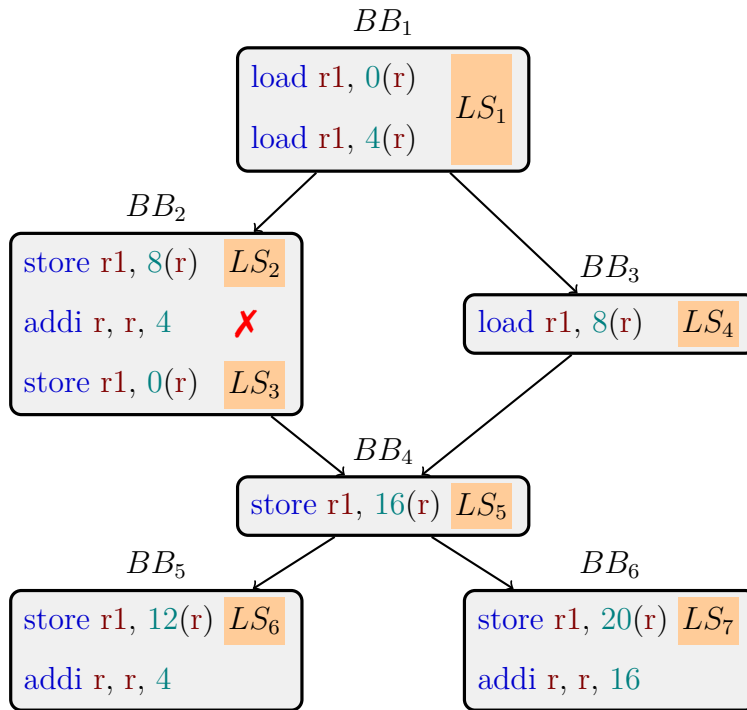 BB₁
load r1, 0(r)
LS₁
load r1, 4(r)
BB₂
store r1, 8(r) LS₂
addi r, r, 4 ✗
store r1, 0(r) LS₃
BB₃
load r1, 8(r) LS₄
BB₄
store r1, 16(r) LS₅
BB₅
store r1, 12(r) LS₆
addi r, r, 4
BB₆
store r1, 20(r) LS₇
addi r, r, 16